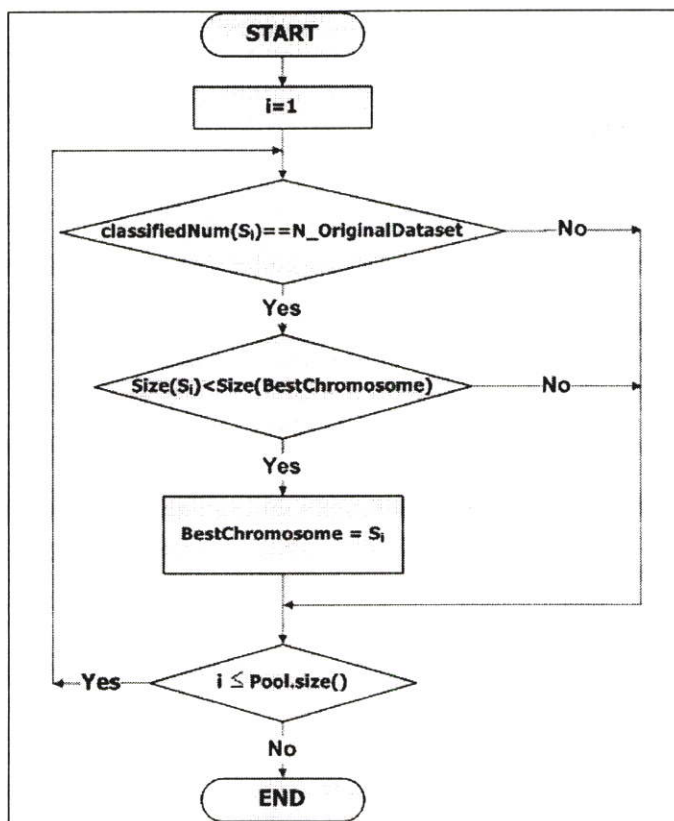 START
i=1
classifiedNum(Sᵢ)==N_OriginalDataset
No
Yes
Size(Sᵢ)<Size(BestChromosome)
No
Yes
BestChromosome = Sᵢ
Yes
i ≤ Pool.size()
No
END